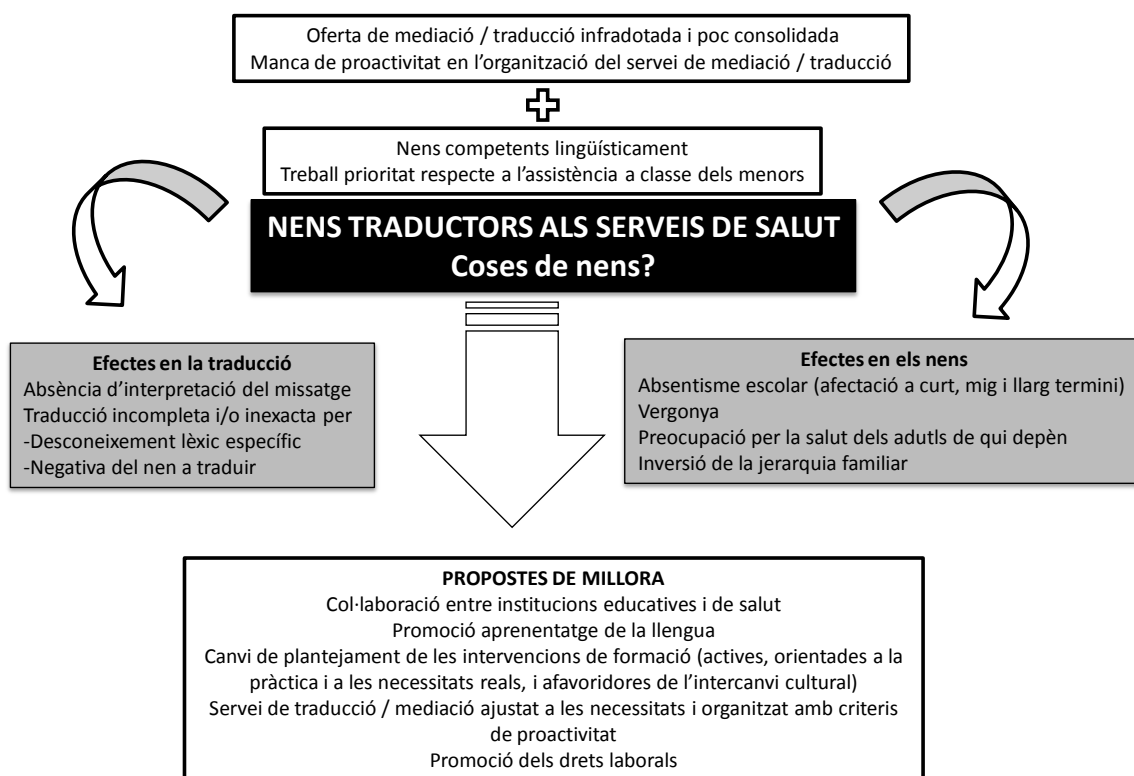 Oferta de mediació / traducció infradotada i poc consolidada
Manca de proactivitat en l'organització del servei de mediació / traducció
Nens competents lingüísticament
Treball prioritat respecte a l'assistència a classe dels menors
NENS TRADUCTORS ALS SERVEIS DE SALUT
Coses de nens?
Efectes en la traducció
Absència d'interpretació del missatge
Traducció incompleta i/o inexacta per
-Desconeixement lèxic específic
-Negativa del nen a traduir
Efectes en els nens
Absentisme escolar (afectació a curt, mig i llarg termini)
Vergonya
Preocupació per la salut dels adutls de qui depèn
Inversió de la jerarquia familiar
PROPOSTES DE MILLORA
Col·laboració entre institucions educatives i de salut
Promoció aprenentatge de la llengua
Canvi de plantejament de les intervencions de formació (actives, orientades a la
pràctica i a les necessitats reals, i afavoridores de l'intercanvi cultural)
Servei de traducció / mediació ajustat a les necessitats i organitzat amb criteris
de proactivitat
Promoció dels drets laborals